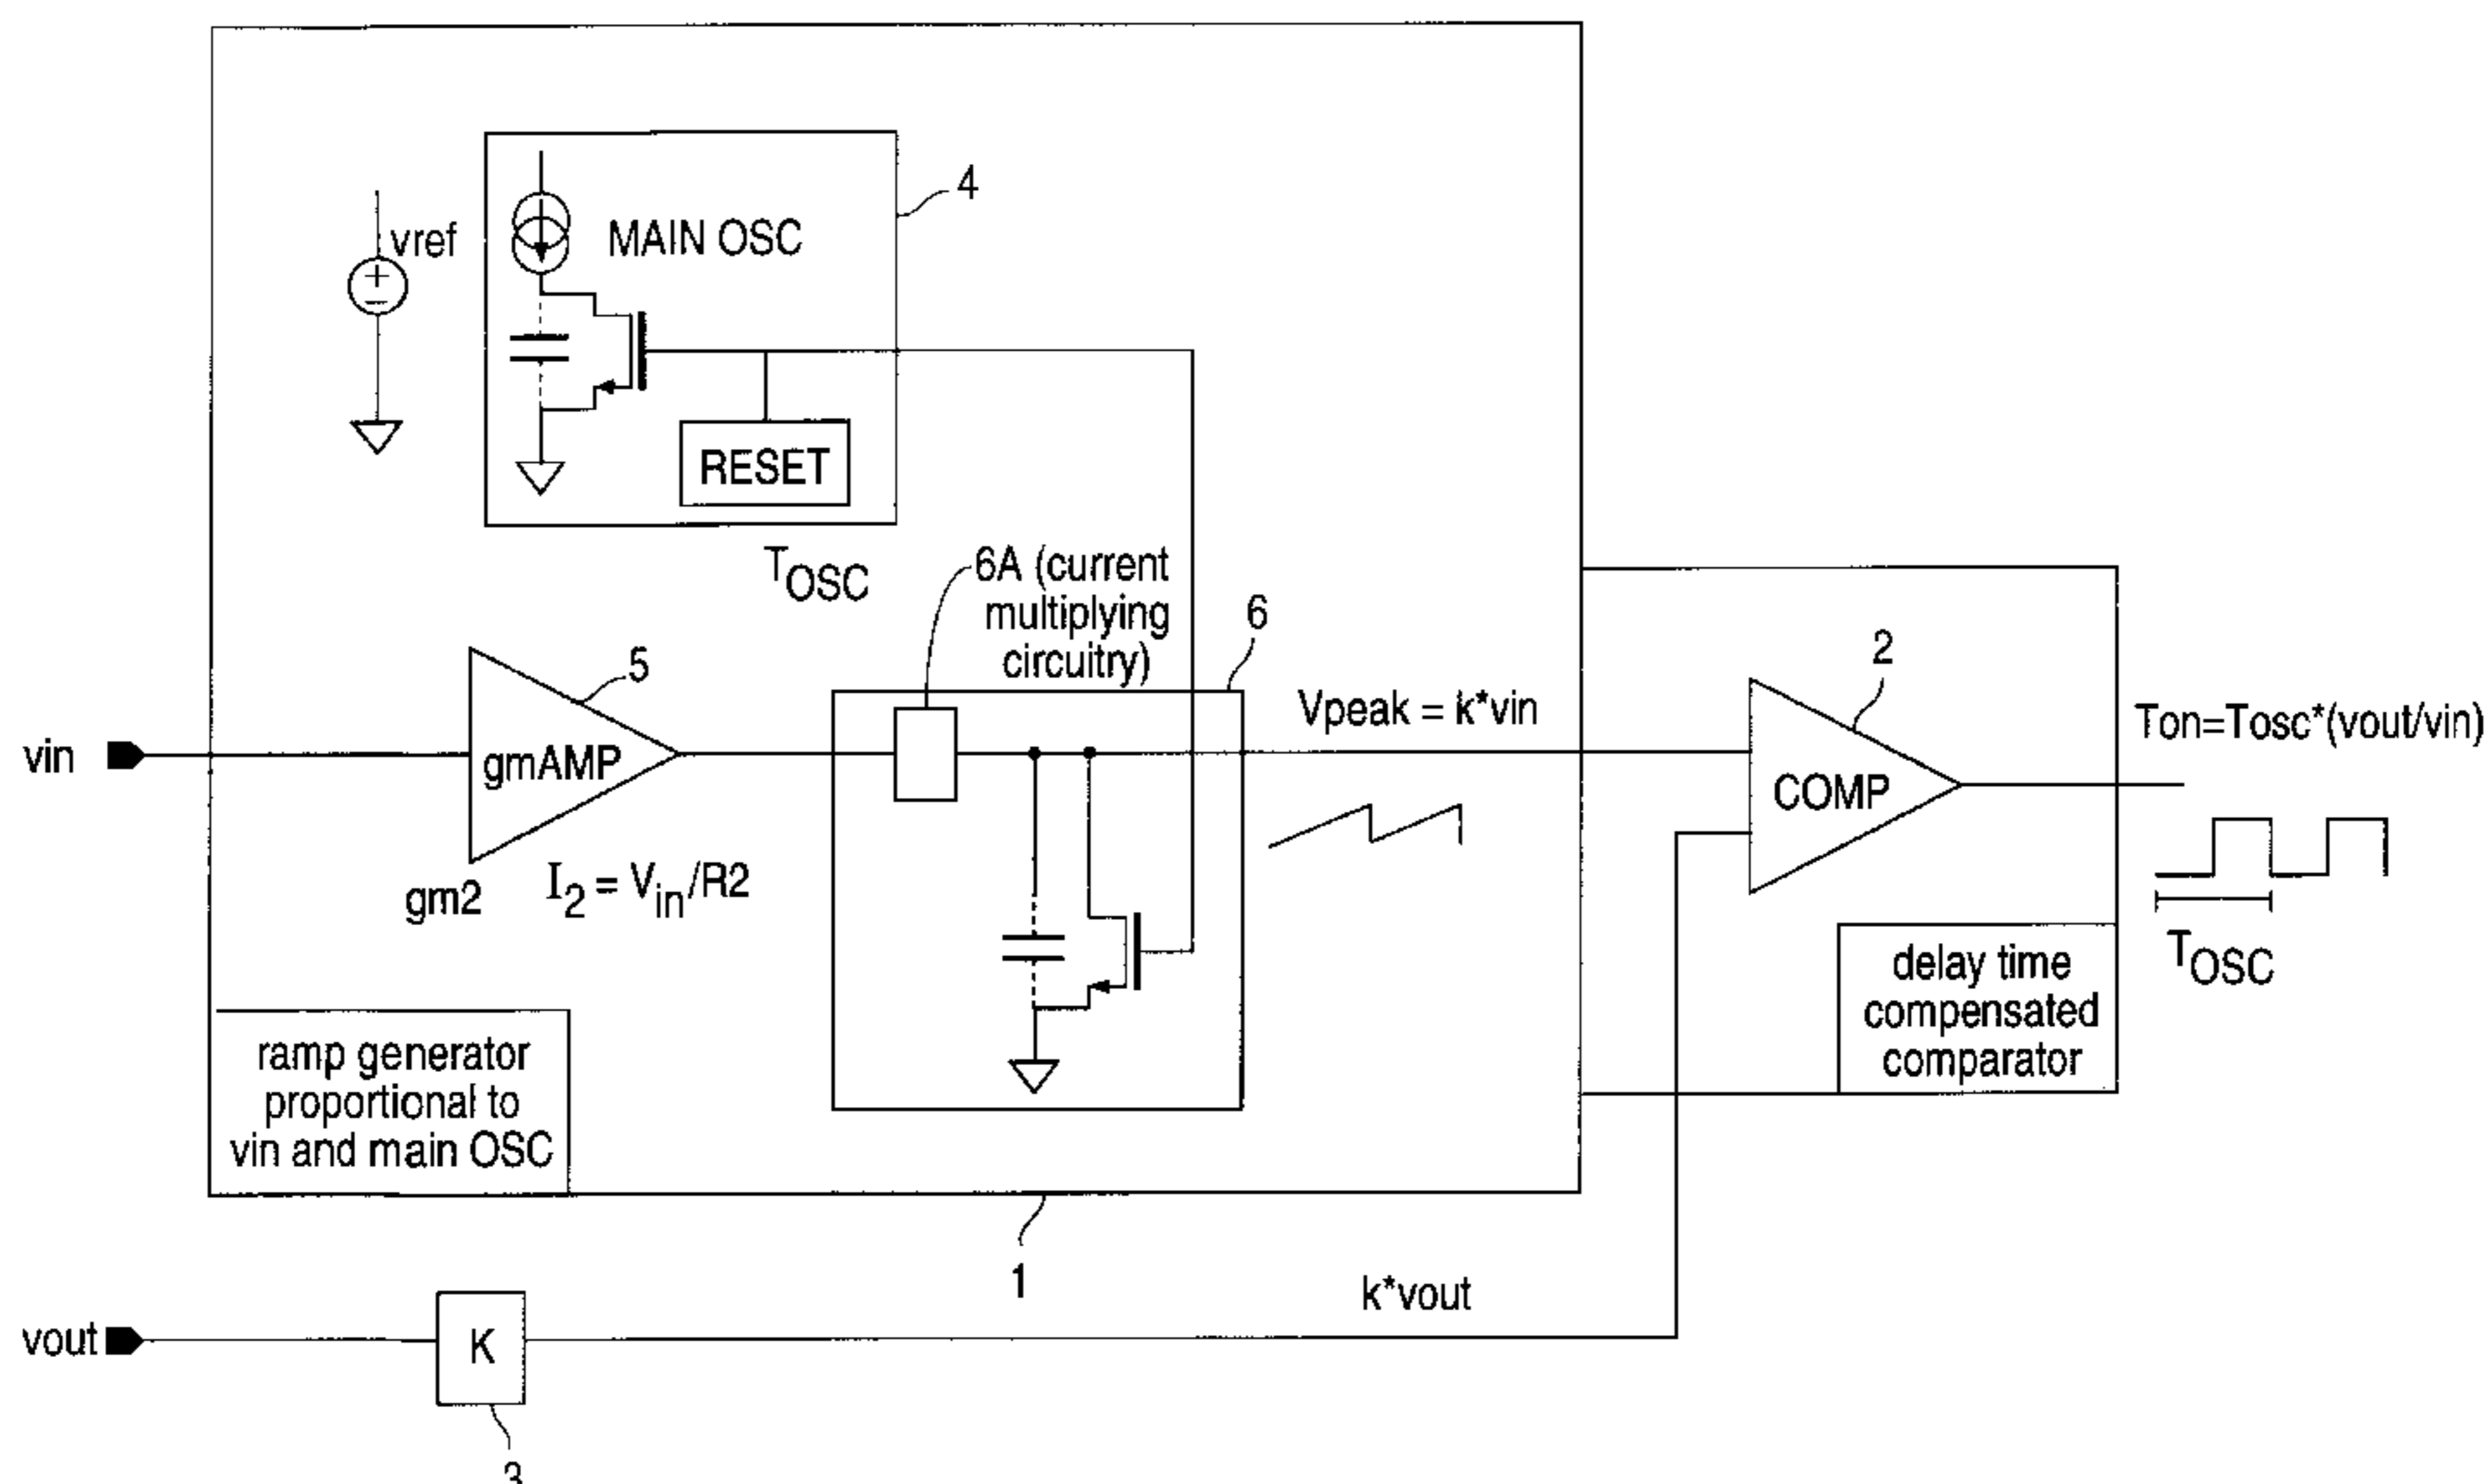 4
vref
MAIN OSC
RESET
TOSC
6A (current
multiplying
circuitry)
6
5
2
vin
gmAMP
Vpeak = k*vin
COMP
Ton=Tosc*(vout/vin)
gm2
I2 = Vin/R2
TOSC
delay time
compensated
comparator
ramp generator
proportional to
vin and main OSC
1
k*vout
vout
K
3